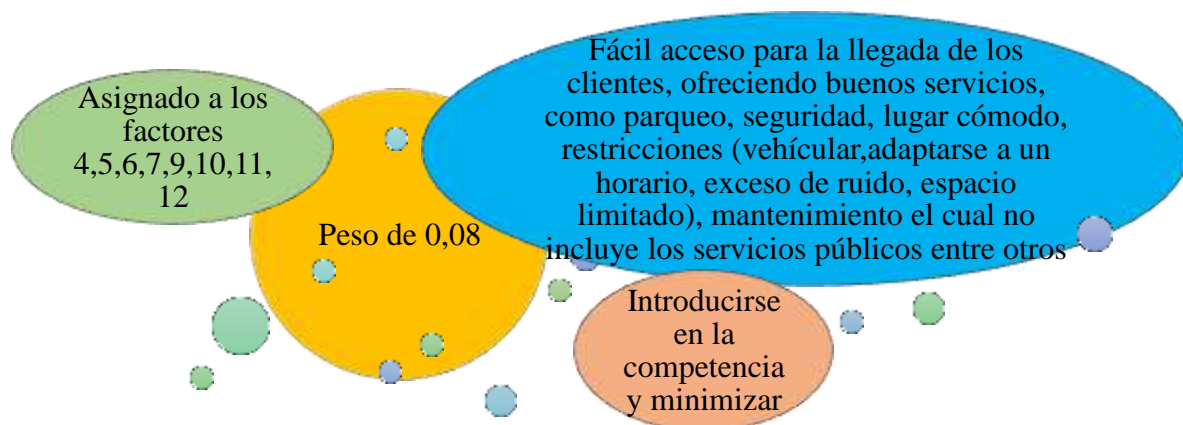 Asignado a los
factores
4,5,6,7,9,10,11,
12
Peso de 0,08
Fácil acceso para la llegada de los
clientes, ofreciendo buenos servicios,
como parqueo, seguridad, lugar cómodo,
restricciones (vehícular,adaptarse a un
horario, exceso de ruido, espacio
limitado), mantenimiento el cual no
incluye los servicios públicos entre otros
Introducirse
en la
competencia
y minimizar